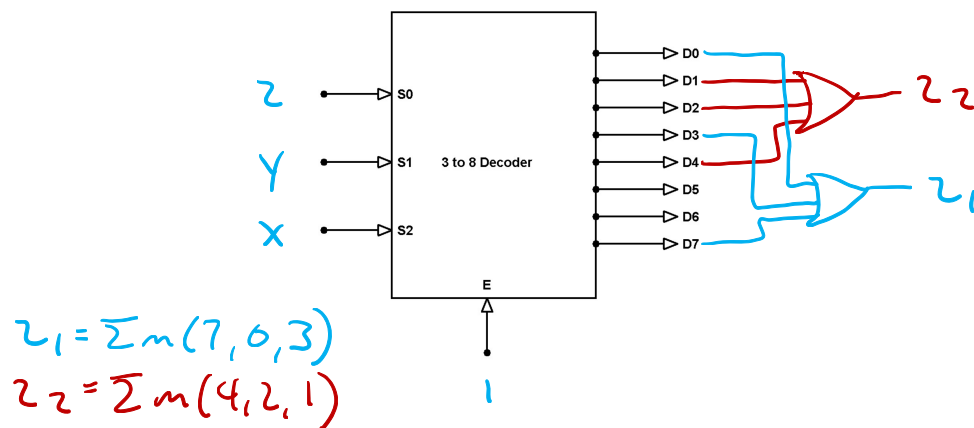 D0
D1
z z2
S0
D2
D3
Y S1 3 to 8 Decoder D4
D5
z1
D6
X S2
D7
E
z1 = Σm(7,0,3)
z2 = Σm(4,2,1)
1